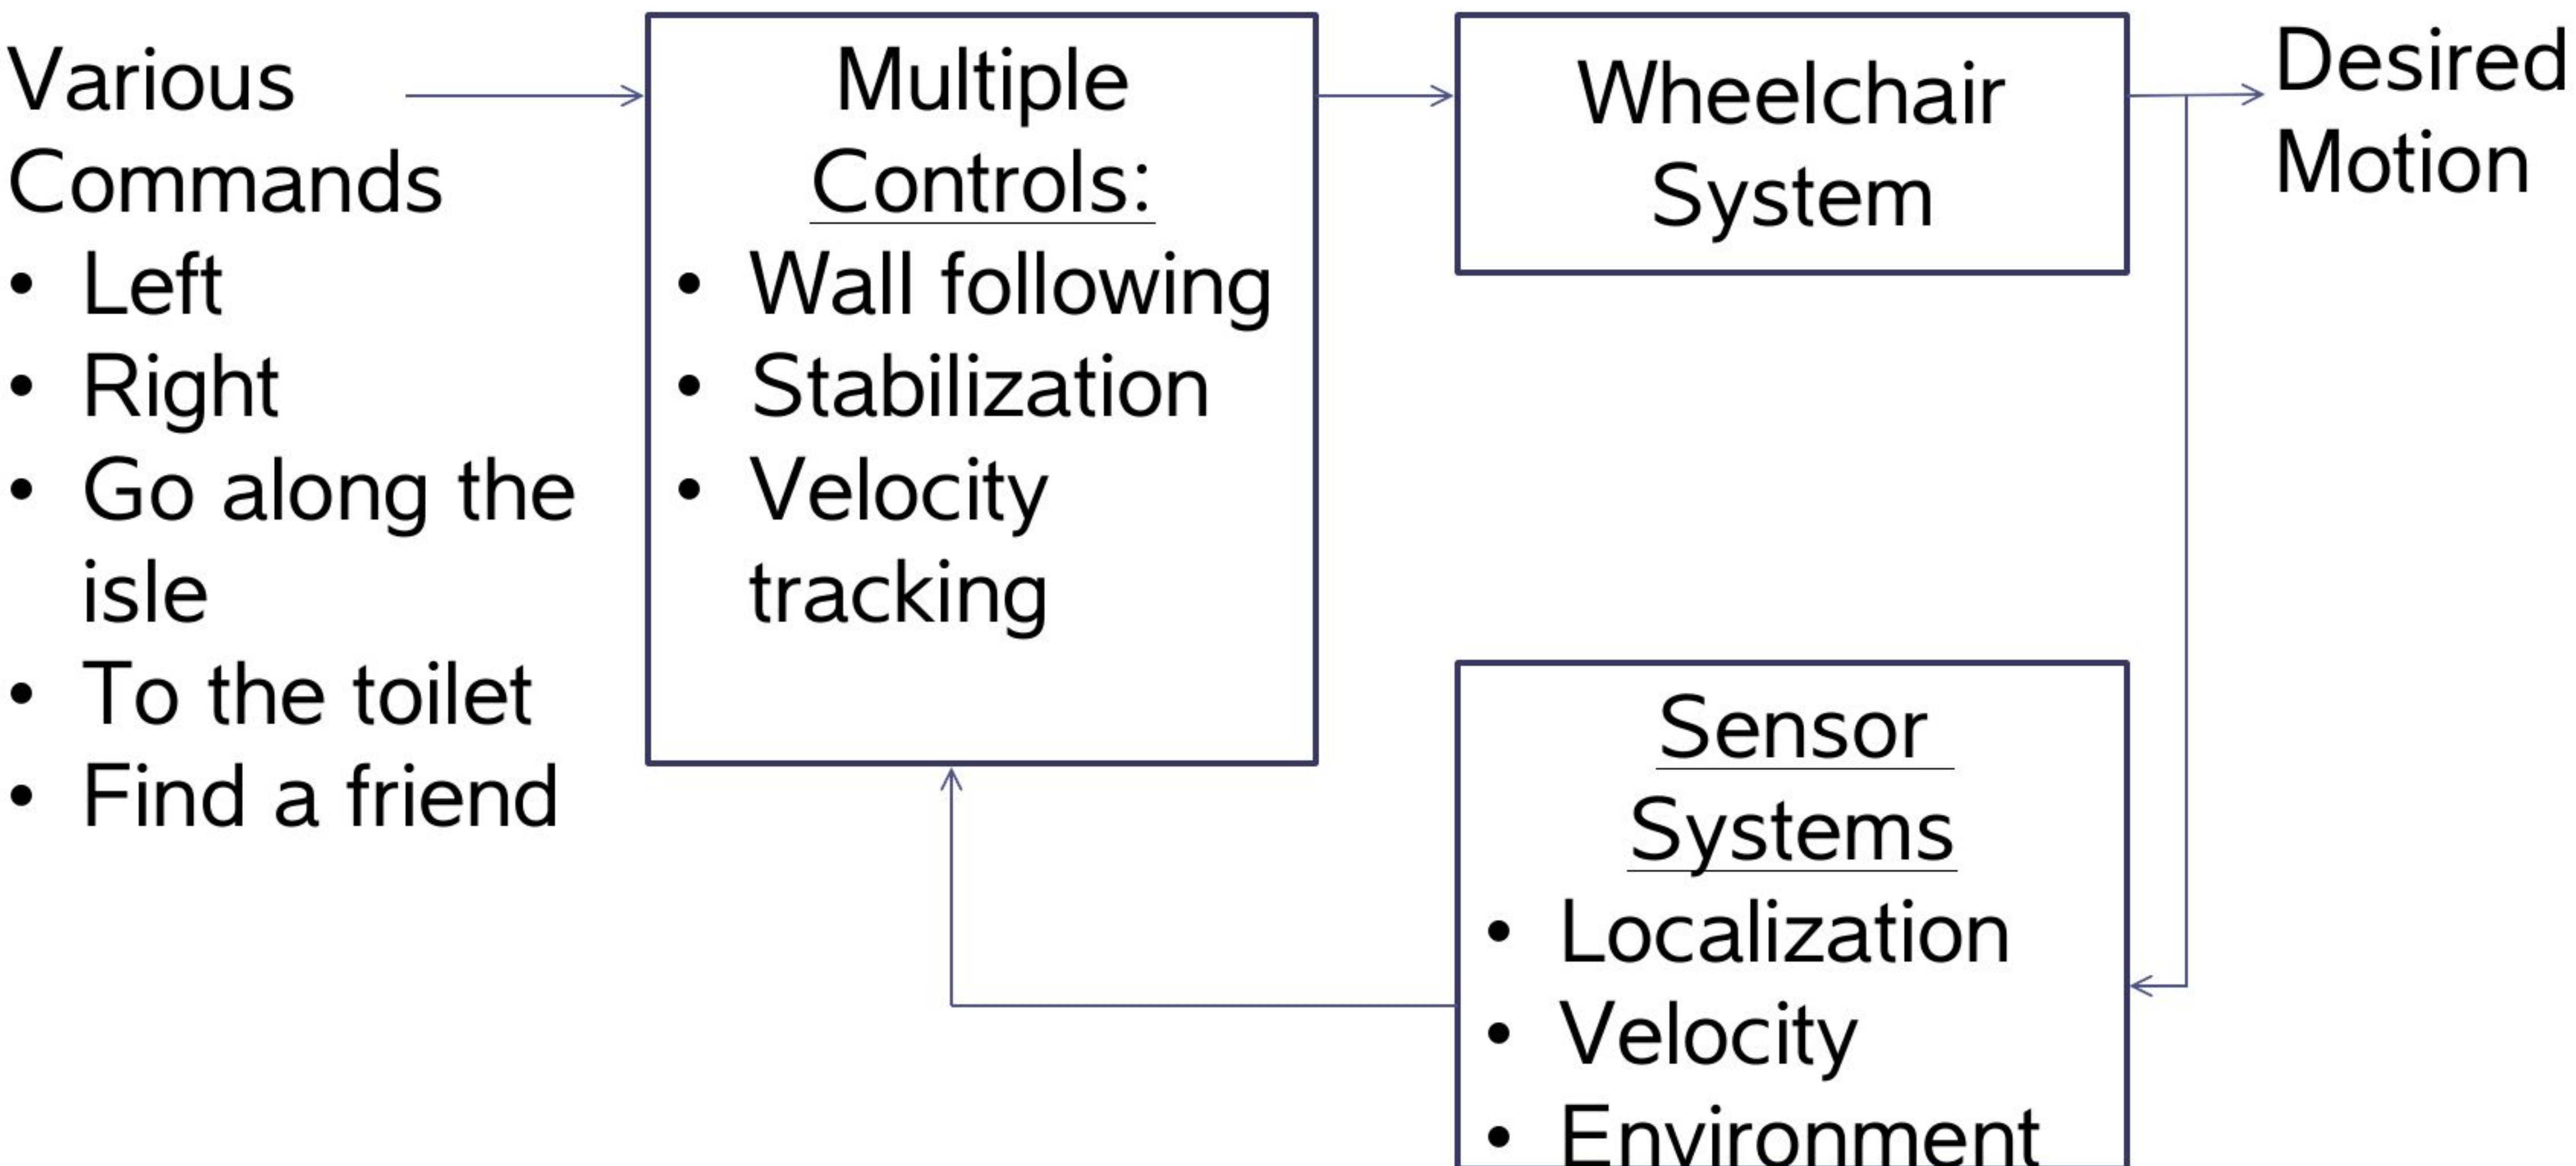 Various
Commands
• Left
• Right
• Go along the
isle
• To the toilet
• Find a friend
Multiple
Controls:
• Wall following
• Stabilization
• Velocity
tracking
Wheelchair
System
Desired
Motion
Sensor
Systems
• Localization
• Velocity
• Environment